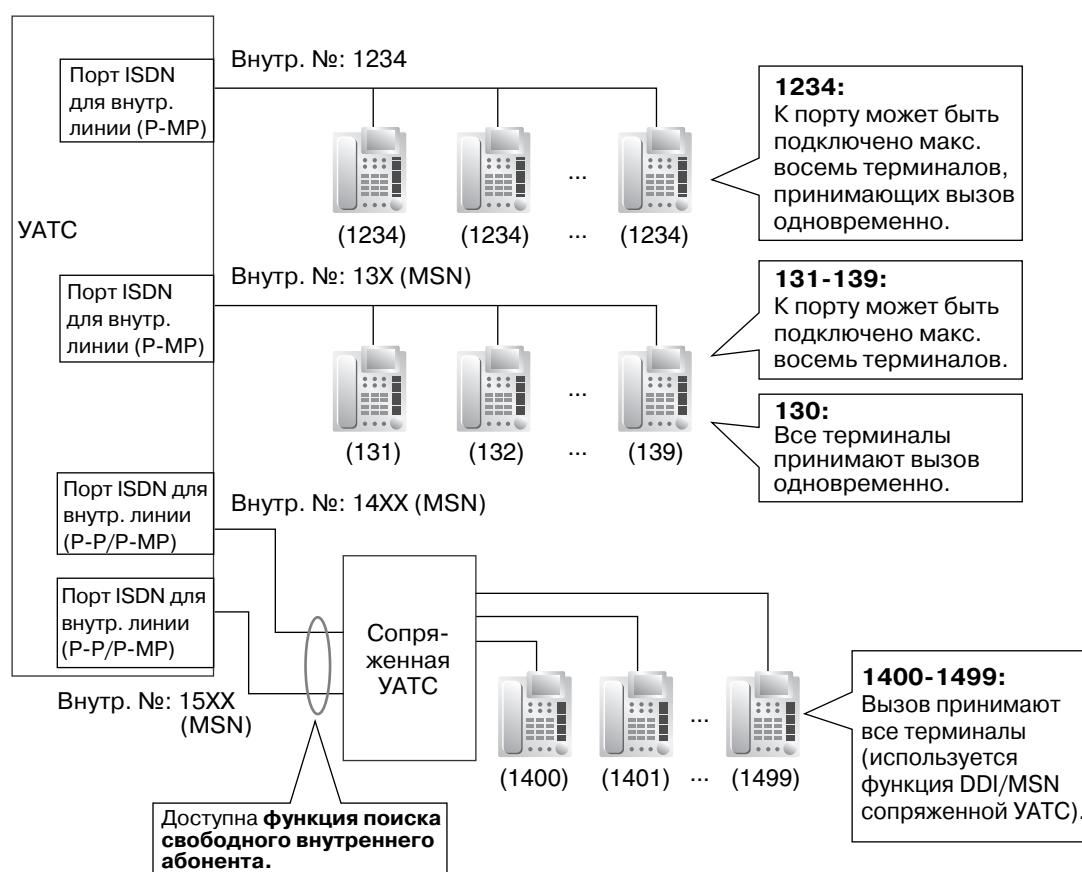 Порт ISDN
для внутр.
линии (P-MP)
Внутр. №: 1234
...
(1234)
(1234)
...
(1234)
1234:
К порту может быть
подключено макс.
восемь терминалов,
принимающих вызов
одновременно.
УАТС
Порт ISDN
для внутр.
линии (P-MP)
Внутр. №: 13X (MSN)
...
(131)
(132)
...
(139)
131-139:
К порту может быть
подключено макс.
восемь терминалов.
130:
Все терминалы
принимают вызов
одновременно.
Порт ISDN для
внутр. линии
(P-P/P-MP)
Внутр. №: 14XX (MSN)
Порт ISDN для
внутр. линии
(P-P/P-MP)
Внутр. №: 15XX
(MSN)
Сопря-
женная
УАТС
...
(1400)
(1401)
...
(1499)
1400-1499:
Вызов принимают
все терминалы
(используется
функция DDI/MSN
сопряженной УАТС).
Доступна функция поиска
свободного внутреннего
абонента.